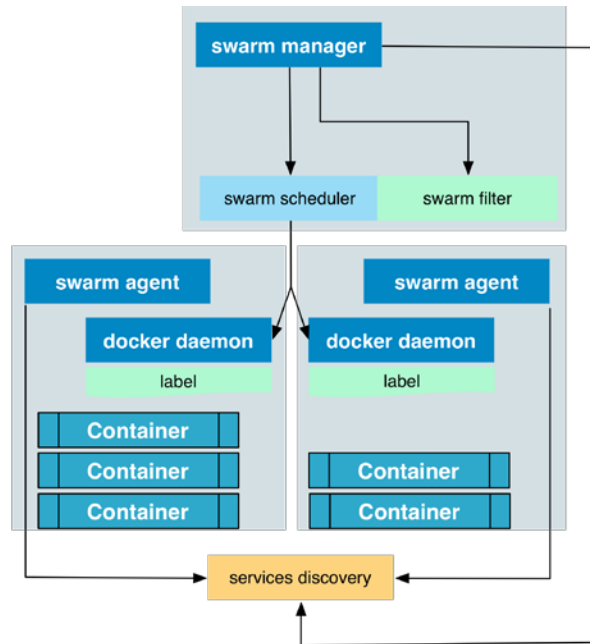 swarm manager
swarm scheduler
swarm filter
swarm agent
swarm agent
docker daemon
docker daemon
label
label
Container
Container
Container
Container
Container
services discovery